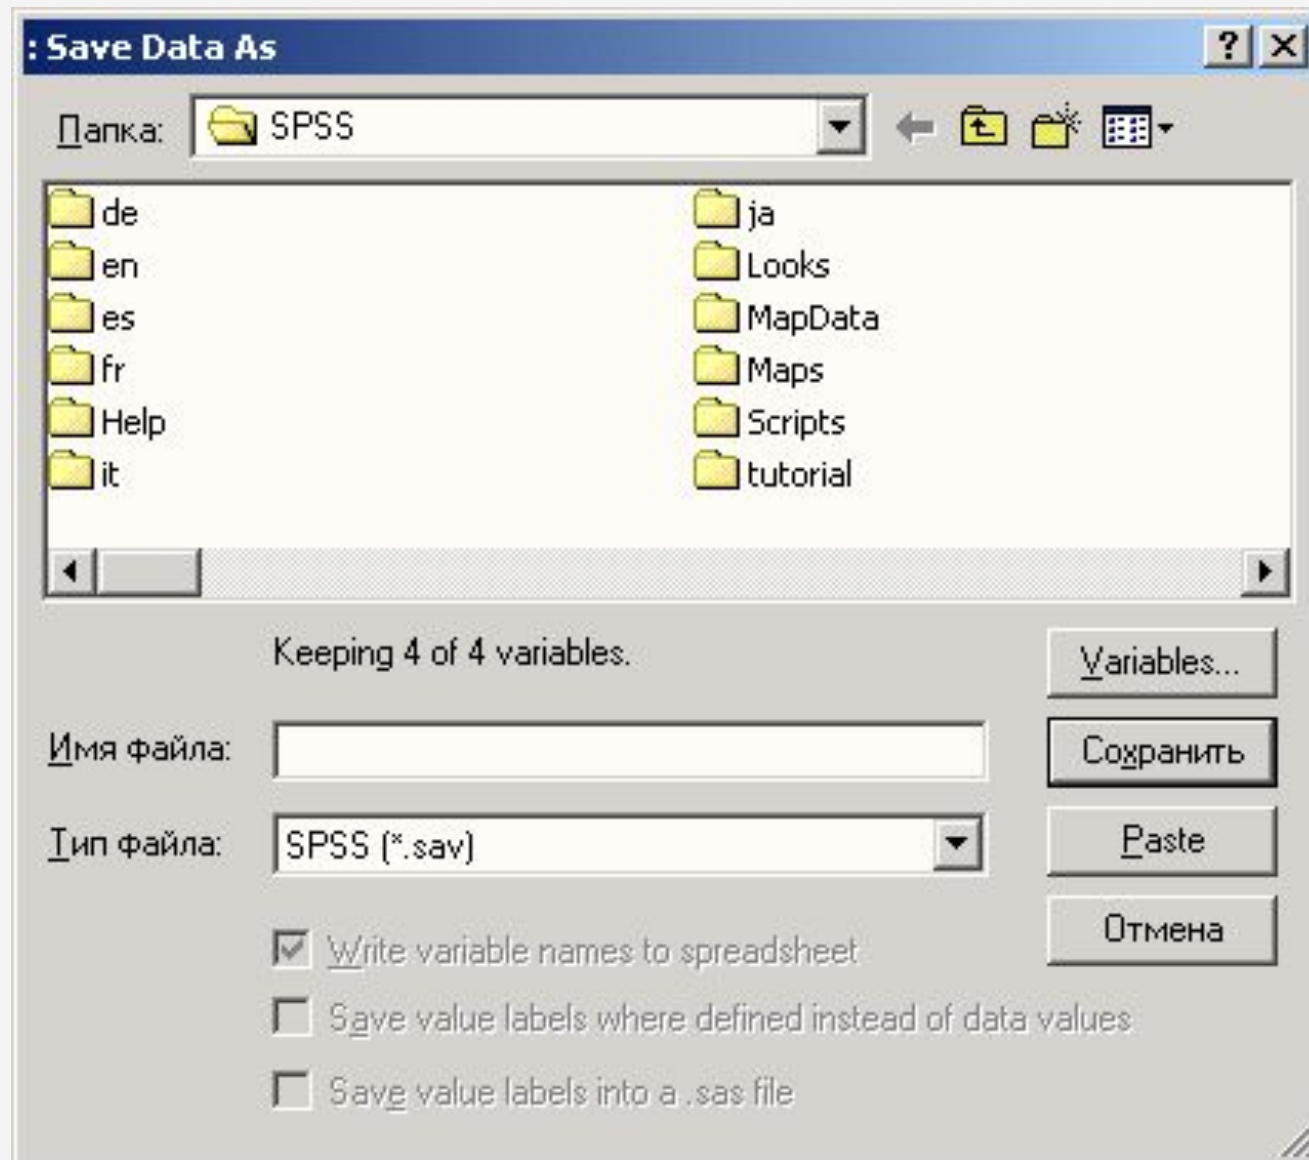 : Save Data As
Папка: SPSS
de
en
es
fr
Help
it
ja
Looks
MapData
Maps
Scripts
tutorial
Keeping 4 of 4 variables.
Variables...
Имя файла:
Сохранить
Тип файла: SPSS (*.sav)
Paste
Отмена
Write variable names to spreadsheet
Save value labels where defined instead of data values
Save value labels into a .sas file